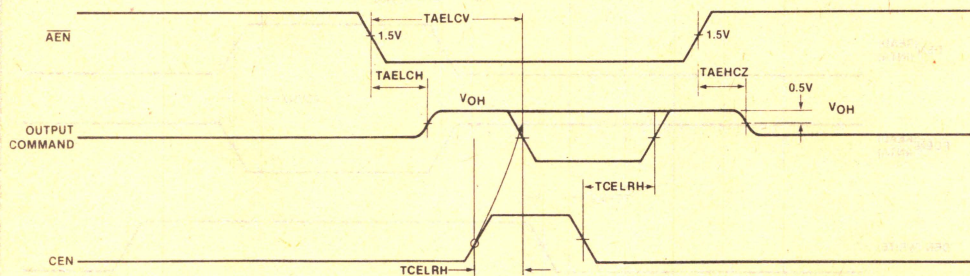 TAELCV
AEN
1.5V
1.5V
TAELCH
TAEHCZ
0.5V
VOH
VOH
OUTPUT
COMMAND
TCELRH
CEN
TCELRH